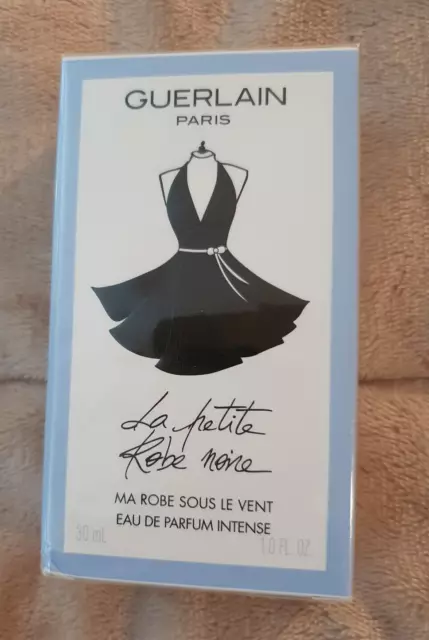 GUERLAIN
PARIS
La petite
Robe noire
MA ROBE SOUS LE VENT
EAU DE PARFUM INTENSE
30 mL 1.0 FL. OZ.